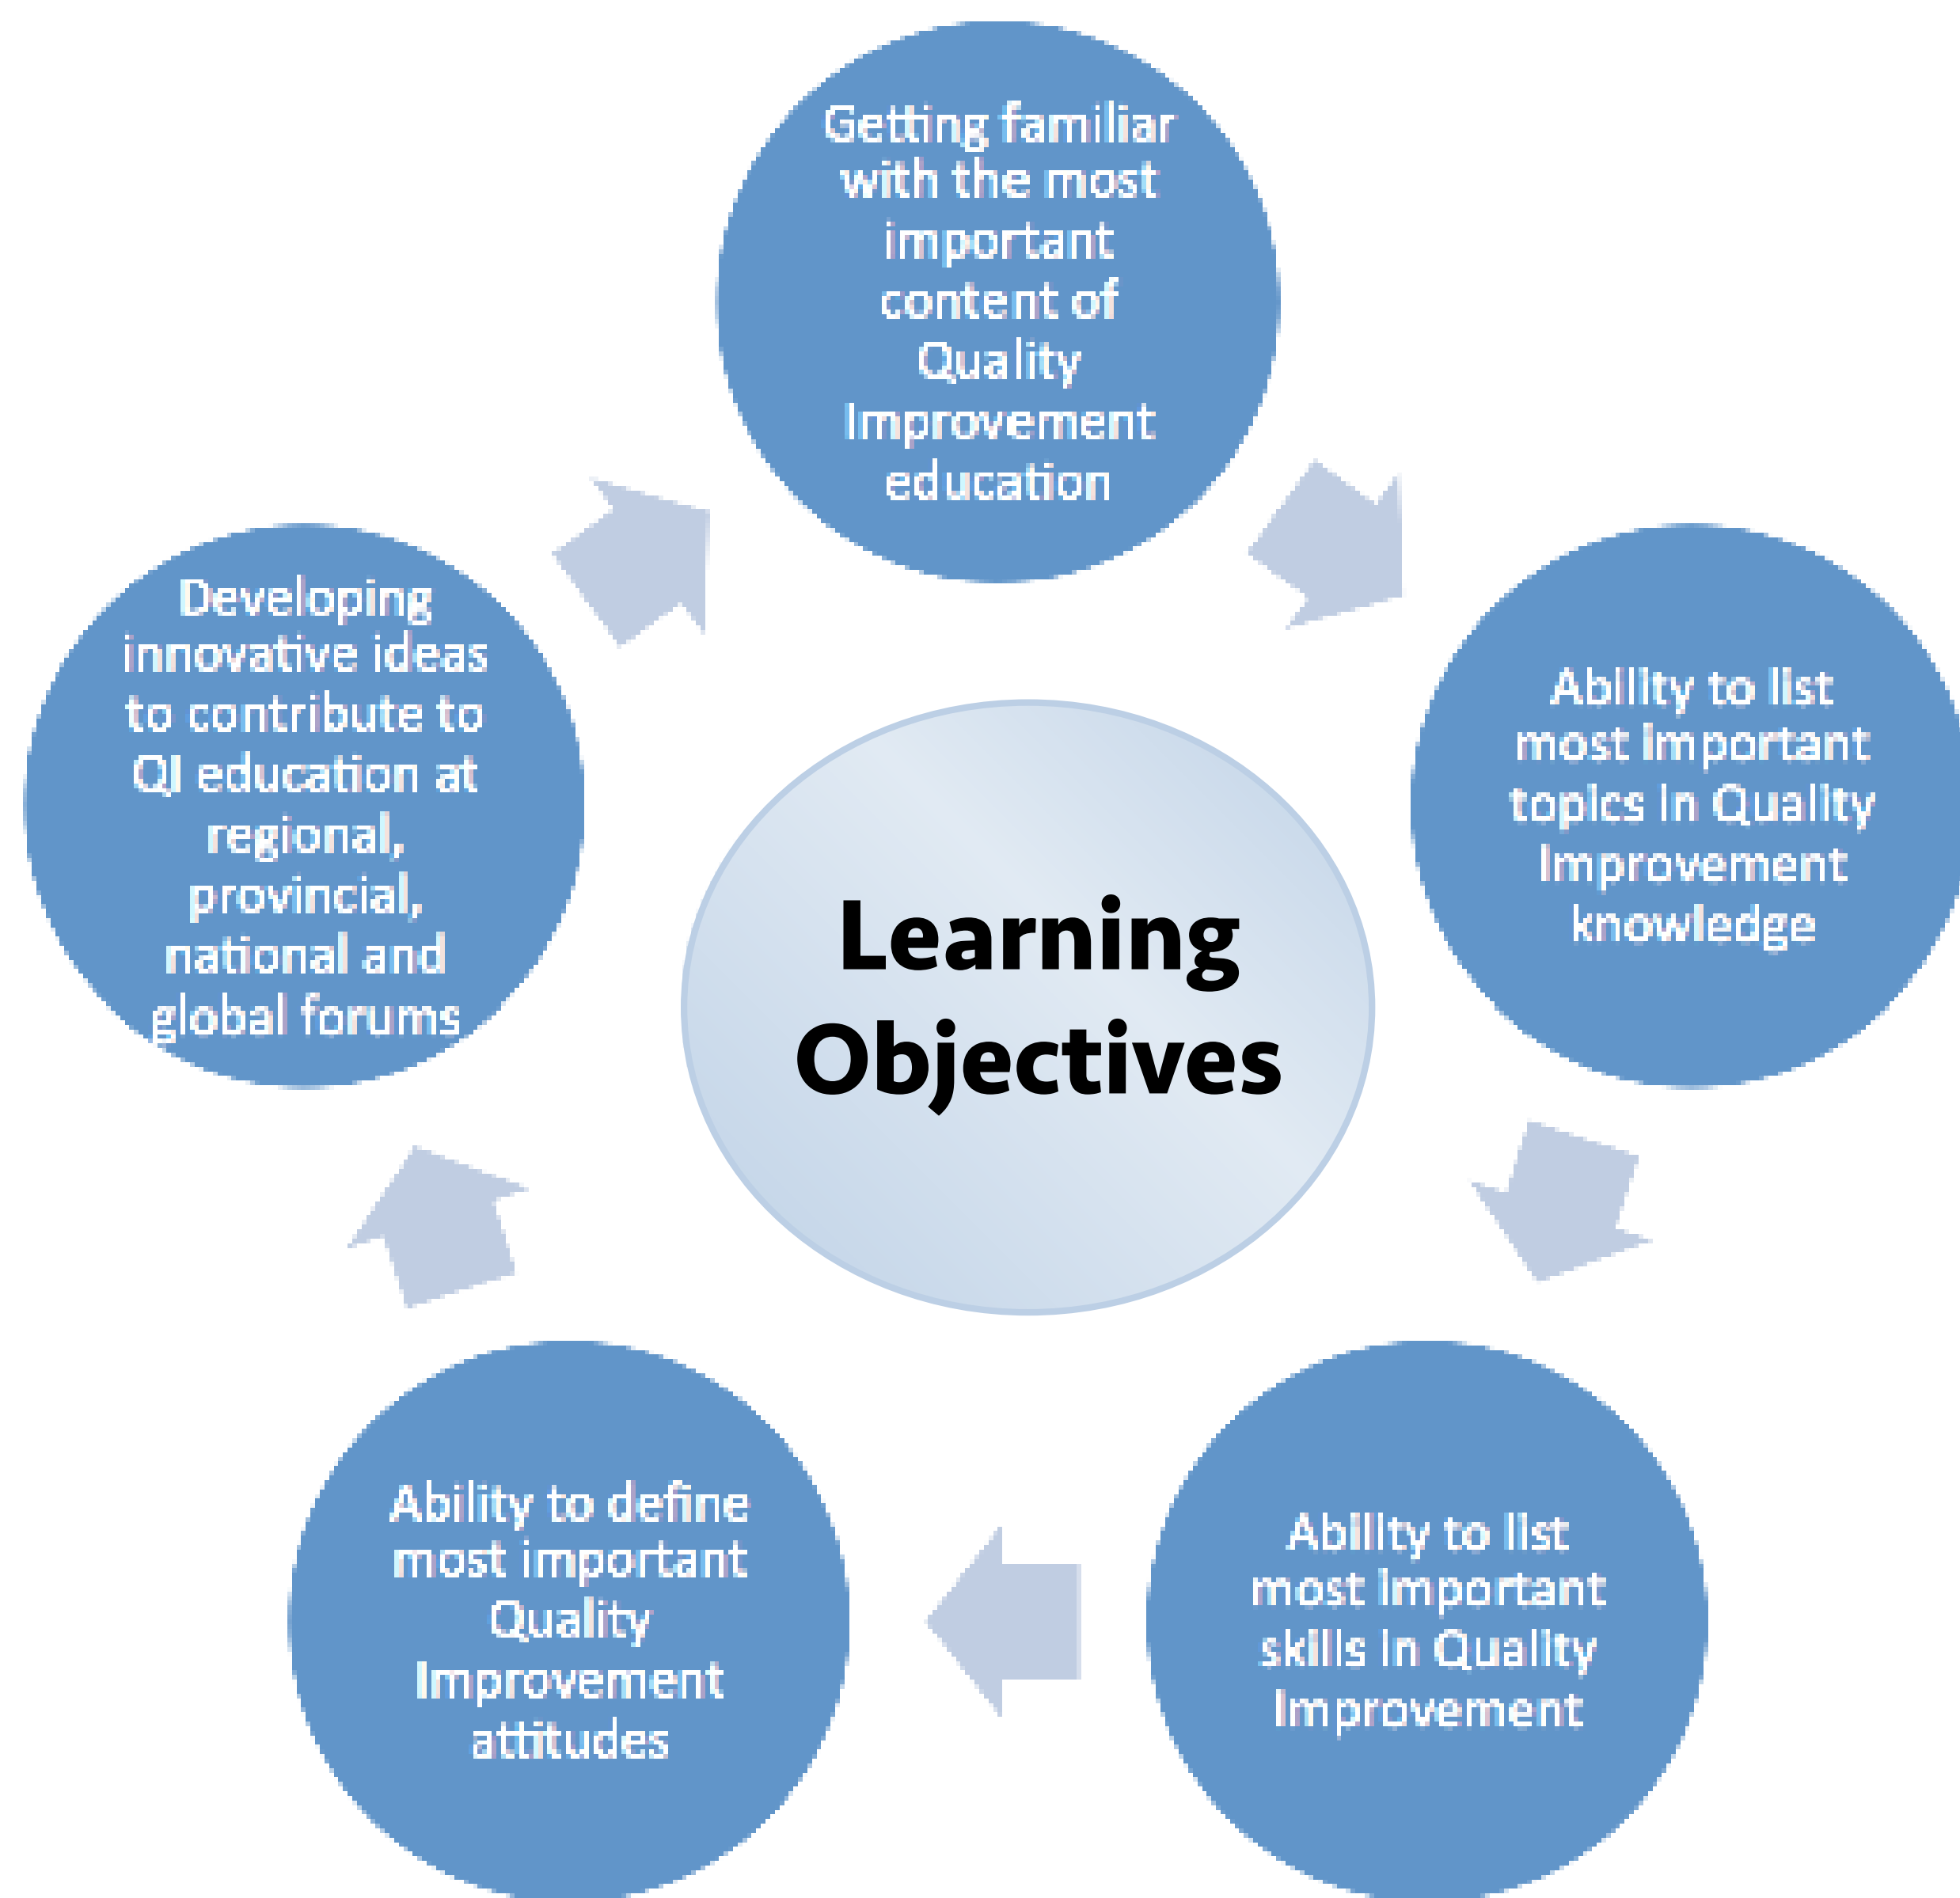 Getting familiar
with the most
important
content of
Quality
Improvement
education
Ability to list
most important
topics in Quality
Improvement
knowledge
Ability to list
most important
skills in Quality
Improvement
Ability to define
most important
Quality
Improvement
attitudes
Developing
innovative ideas
to contribute to
QI education at
regional,
provincial,
national and
global forums
Learning
Objectives